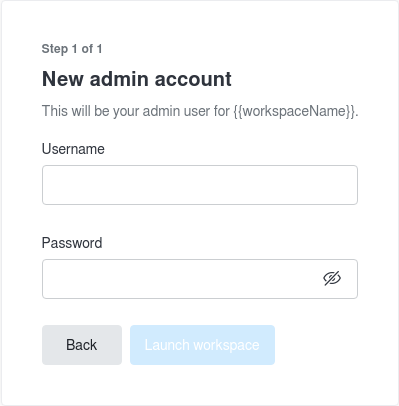 Step 1 of 1
New admin account
This will be your admin user for {{workspaceName}}.
Username
Password
Back
Launch workspace